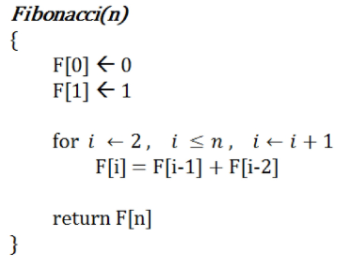 Fibonacci(n)
{
F[0] ← 0
F[1] ← 1
for i ← 2, i ≤ n, i ← i + 1
F[i] = F[i-1] + F[i-2]
return F[n]
}